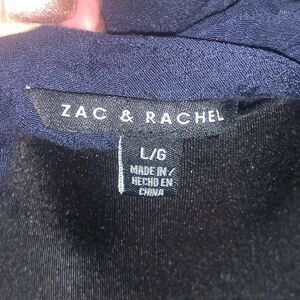 ZAC & RACHEL
L/G
MADE IN /
HECHO EN
CHINA